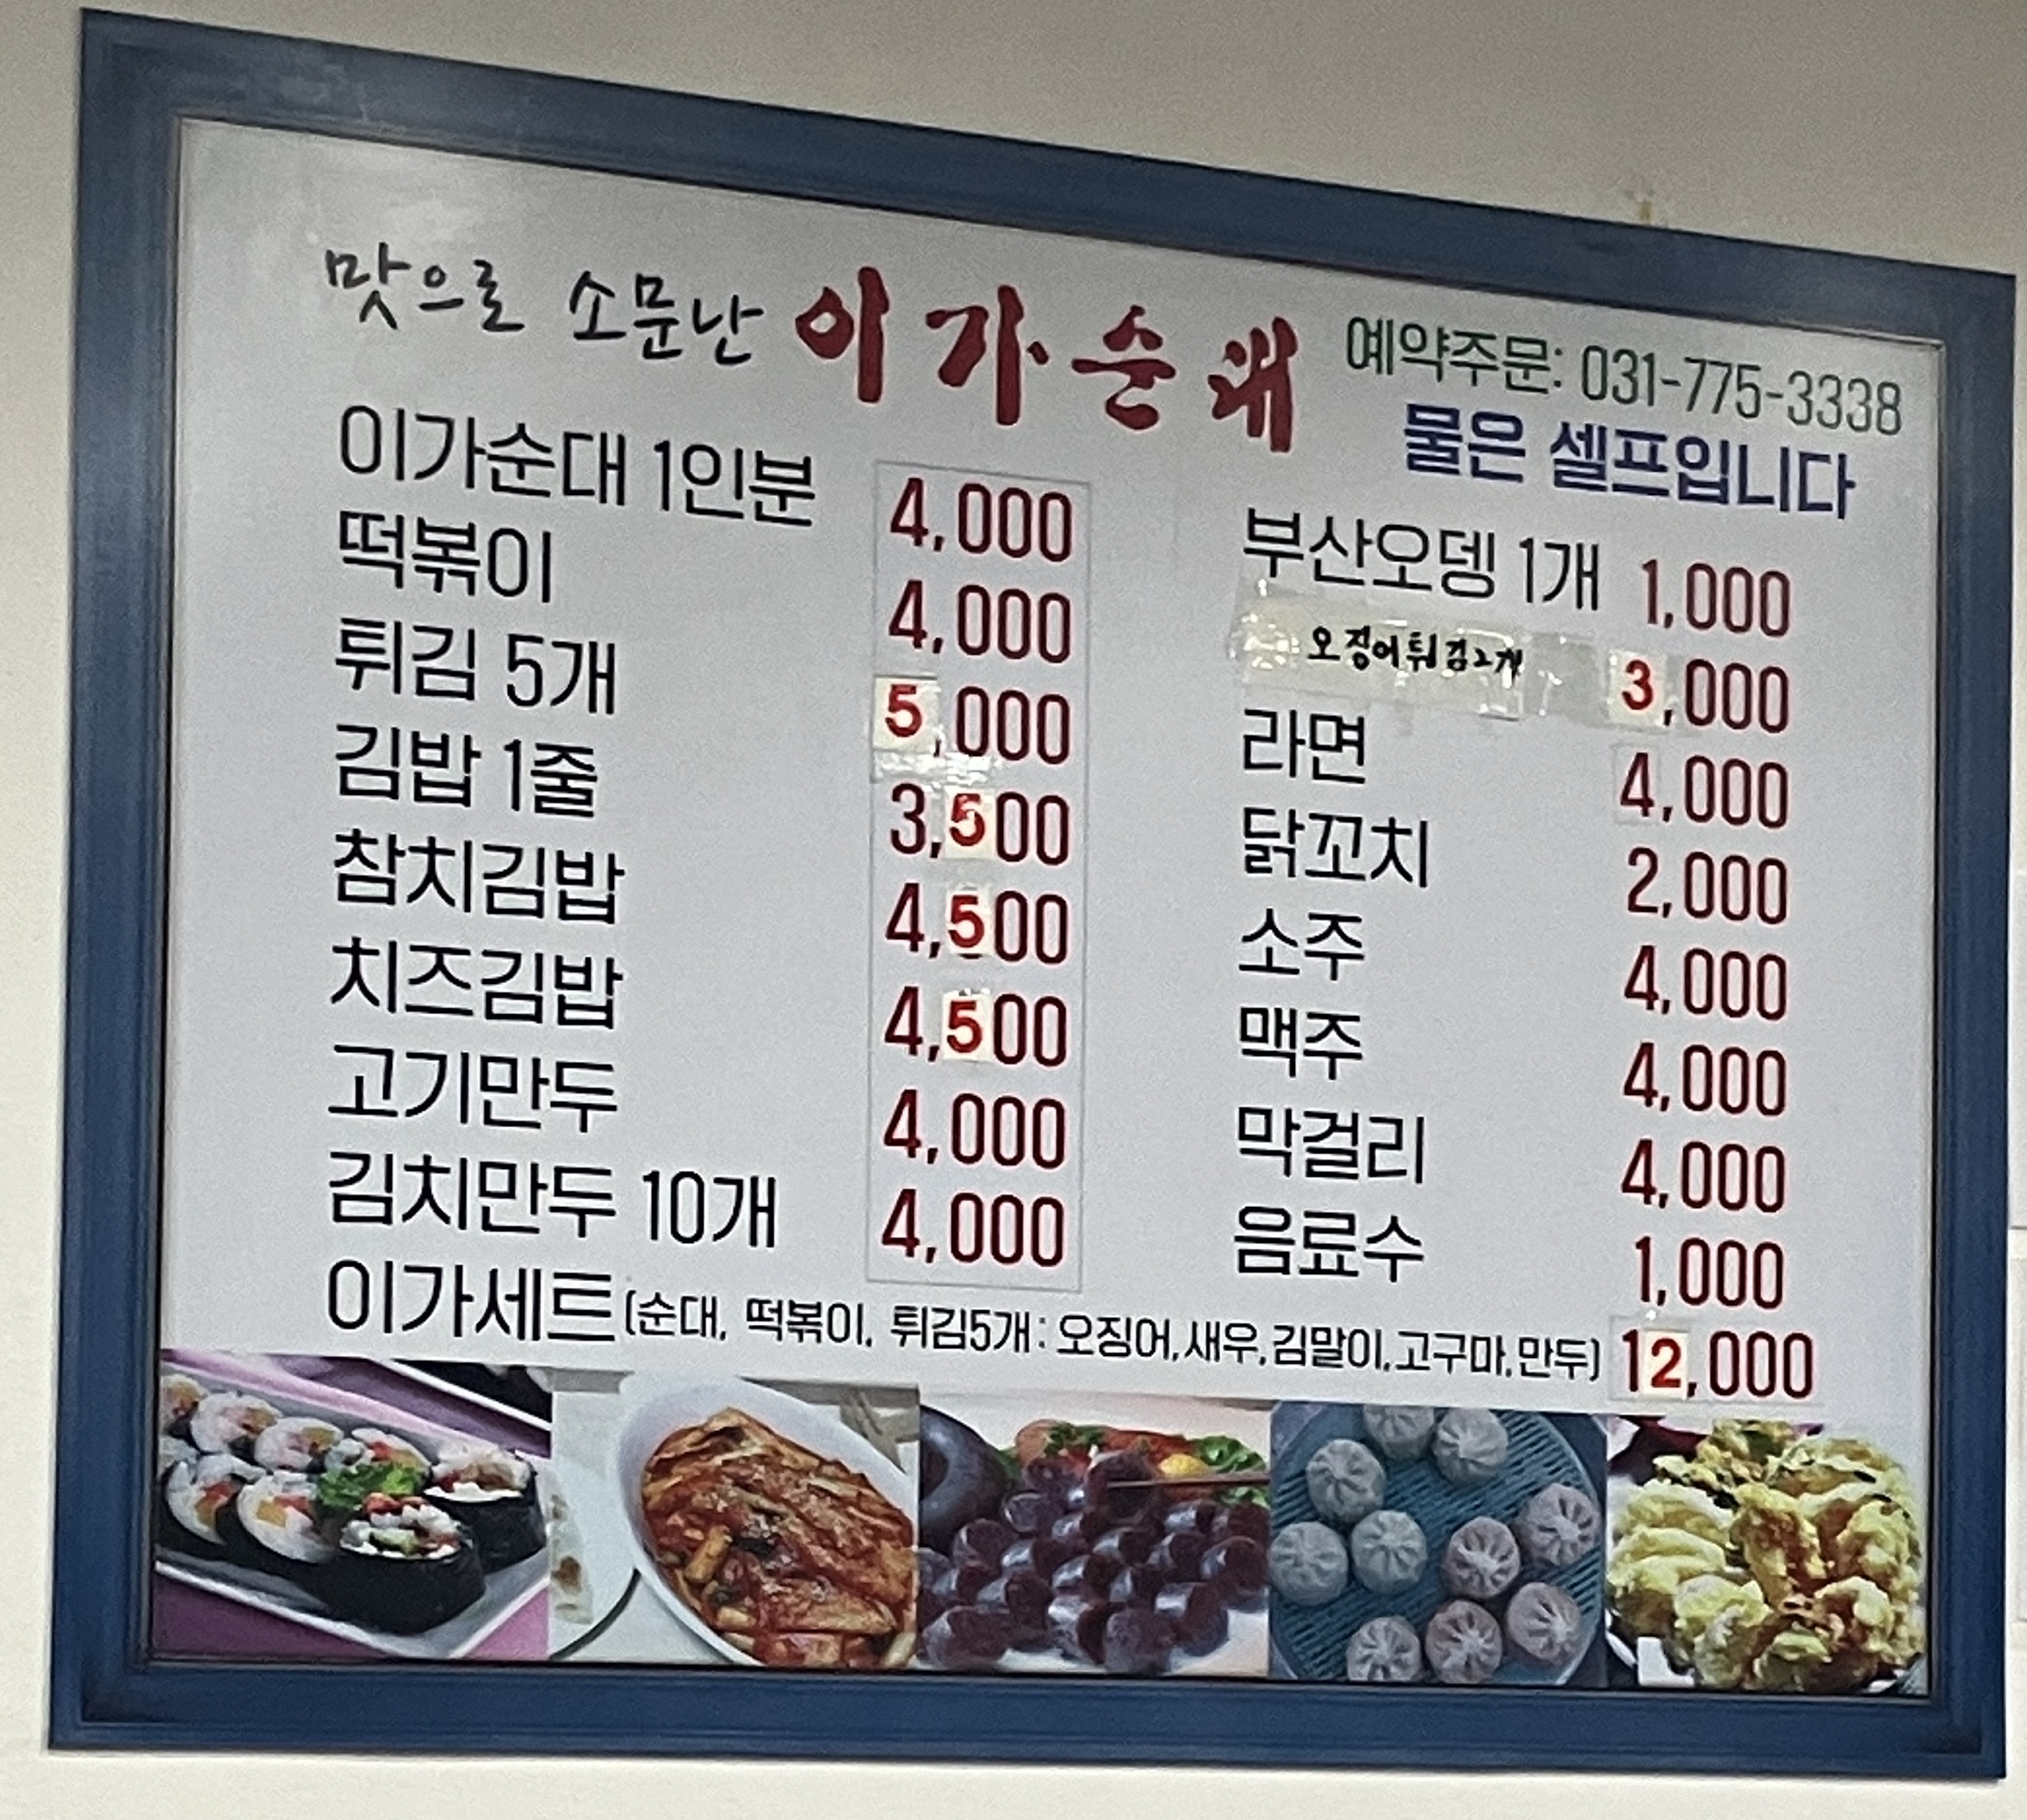 맛으로 소문난 이가순대
예약주문: 031-775-3338
물은 셀프입니다
이가순대 1인분 4,000
떡볶이 4,000
튀김 5개 5,000
김밥 1줄 3,500
참치김밥 4,500
치즈김밥 4,500
고기만두 4,000
김치만두 10개 4,000
부산오뎅 1개 1,000
오징어튀김2개 3,000
라면 4,000
닭꼬치 2,000
소주 4,000
맥주 4,000
막걸리 4,000
음료수 1,000
이가세트(순대, 떡볶이, 튀김5개: 오징어,새우,김말이,고구마,만두) 12,000